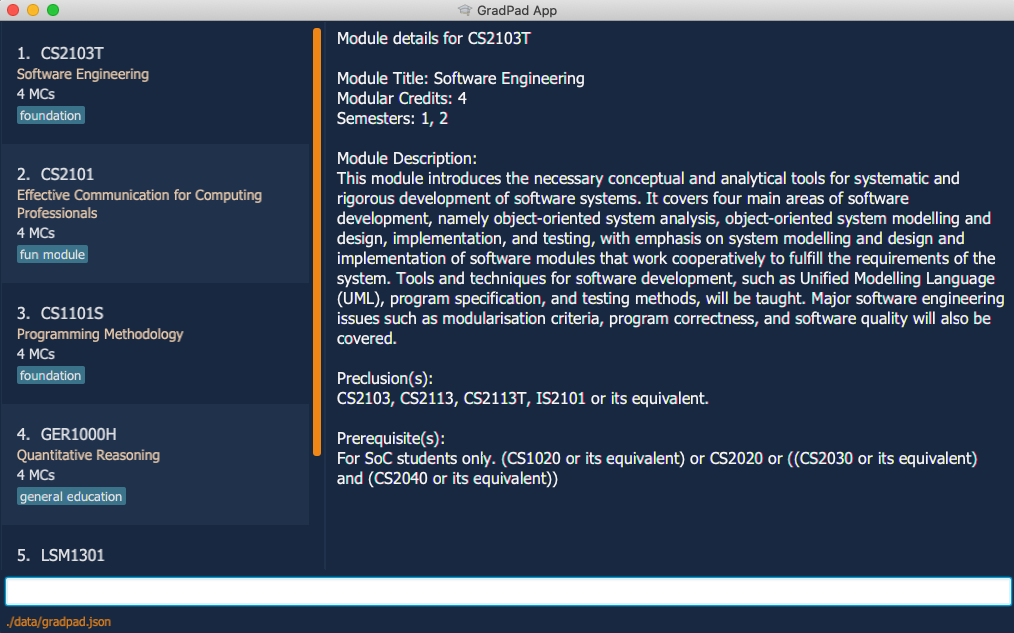 GradPad App
1. CS2103T
Software Engineering
4 MCs
foundation
2. CS2101
Effective Communication for Computing
Professionals
4 MCs
fun module
3. CS1101S
Programming Methodology
4 MCs
foundation
4. GER1000H
Quantitative Reasoning
4 MCs
general education
5. LSM1301
Module details for CS2103T
Module Title: Software Engineering
Modular Credits: 4
Semesters: 1, 2
Module Description:
This module introduces the necessary conceptual and analytical tools for systematic and
rigorous development of software systems. It covers four main areas of software
development, namely object-oriented system analysis, object-oriented system modelling and
design, implementation, and testing, with emphasis on system modelling and design and
implementation of software modules that work cooperatively to fulfill the requirements of the
system. Tools and techniques for software development, such as Unified Modelling Language
(UML), program specification, and testing methods, will be taught. Major software engineering
issues such as modularisation criteria, program correctness, and software quality will also be
covered.
Preclusion(s):
CS2103, CS2113, CS2113T, IS2101 or its equivalent.
Prerequisite(s):
For SoC students only. (CS1020 or its equivalent) or CS2020 or ((CS2030 or its equivalent)
and (CS2040 or its equivalent))
./data/gradpad.json